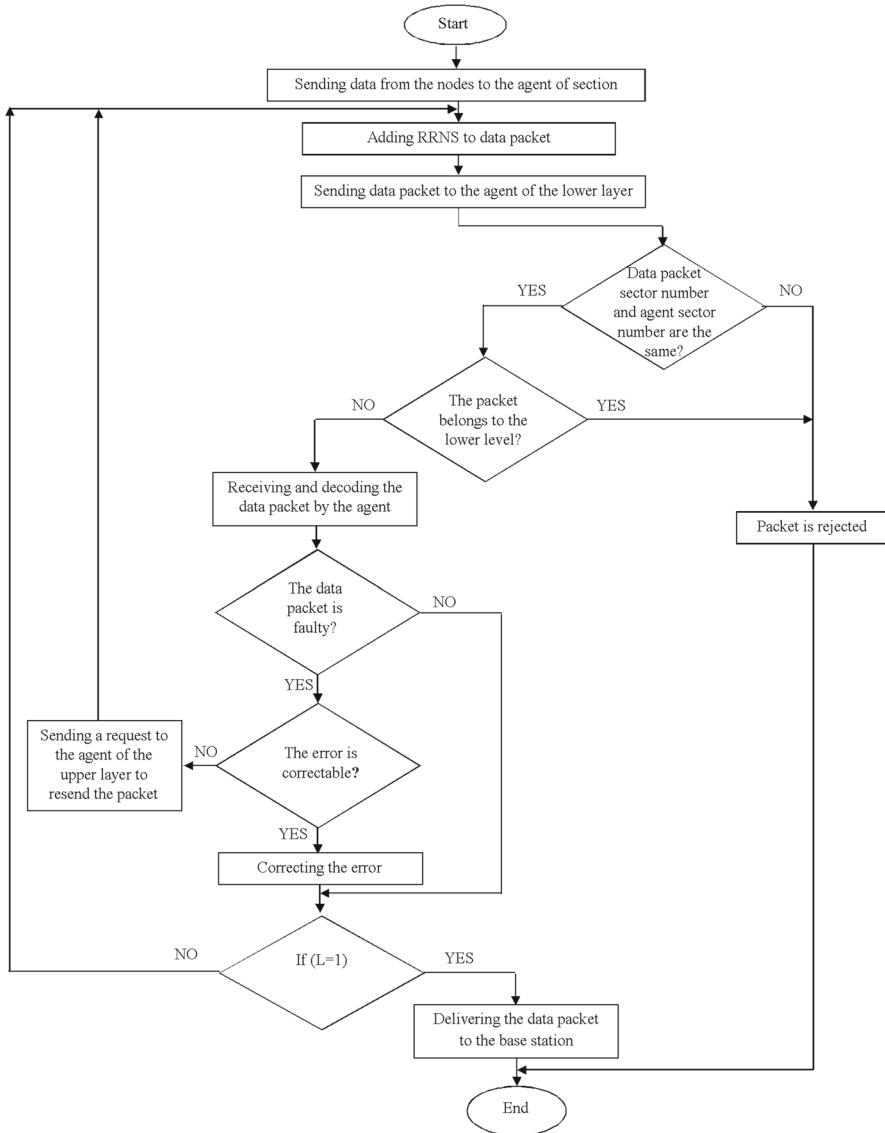 Start
Sending data from the nodes to the agent of section
Adding RRNS to data packet
Sending data packet to the agent of the lower layer
Data packet
sector number
and agent sector
number are the
same?
YES
NO
The packet
belongs to the
lower level?
NO
YES
Receiving and decoding the
data packet by the agent
Packet is rejected
The data
packet is
faulty?
NO
YES
Sending a request to
the agent of the
upper layer to
resend the packet
NO
The error is
correctable?
YES
Correcting the error
NO
If (L=1)
YES
Delivering the data packet
to the base station
End